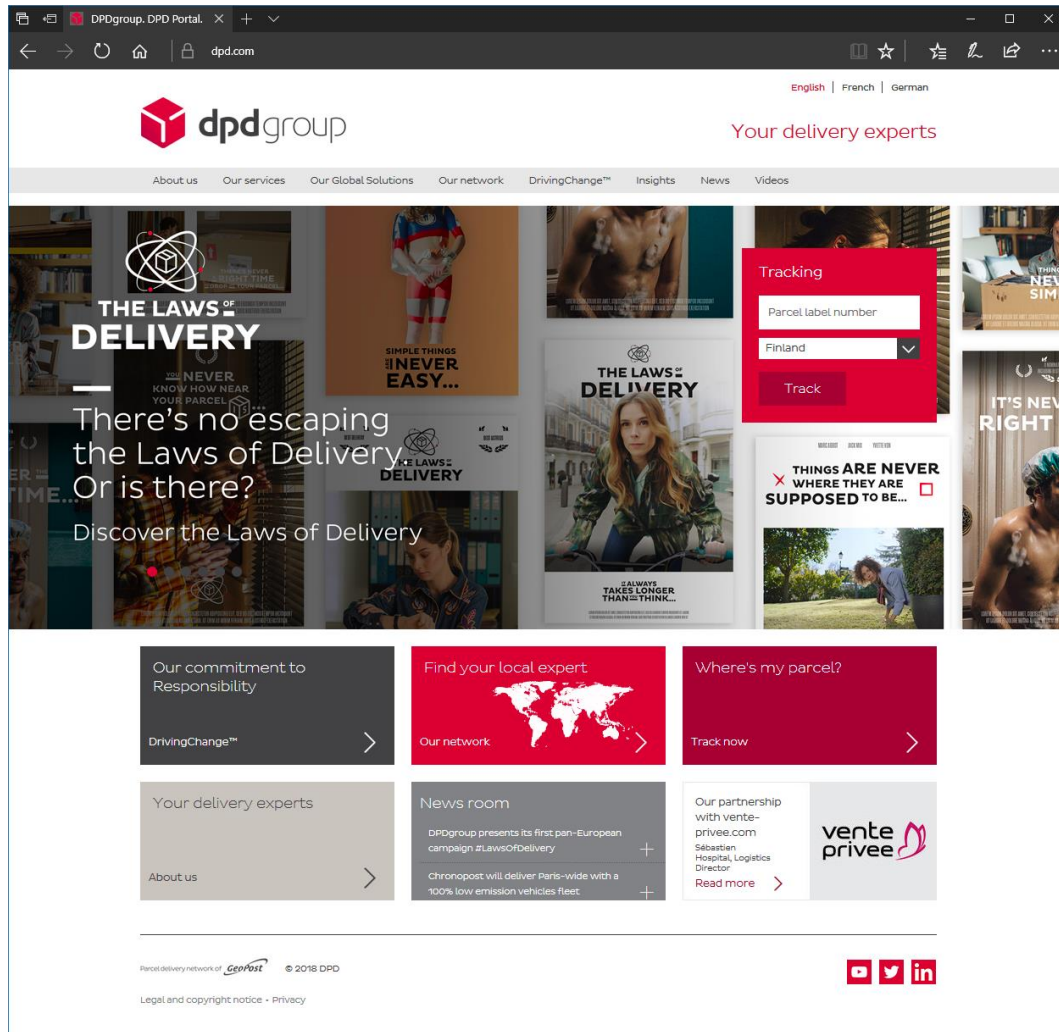 DPDgroup. DPD Portal.
dpd.com
English | French | German
dpdgroup
Your delivery experts
About us Our services Our Global Solutions Our network DrivingChange™ Insights News Videos
THE LAWS OF
DELIVERY
There's no escaping
the Laws of Delivery.
Or is there?
Discover the Laws of Delivery
THINGS NEVER
RIGHT TIME
YOU NEVER
KNOW HOW NEAR
YOUR PARCEL
SIMPLE THINGS
ARE NEVER
EASY...
THE LAWS OF
DELIVERY
THE LAWS OF
DELIVERY
IT ALWAYS
TAKES LONGER
THAN YOU THINK...
Tracking
Parcel label number
Finland
Track
THINGS ARE NEVER
WHERE THEY ARE
SUPPOSED TO BE...
THING
NEV
SIM
IT'S NEV
RIGHT
TIME...
Our commitment to
Responsibility
DrivingChange™
Find your local expert
Our network
Where's my parcel?
Track now
Your delivery experts
About us
News room
DPDgroup presents its first pan-European
campaign #LawsOfDelivery
Chronopost will deliver Paris-wide with a
100% low emission vehicles fleet
Our partnership
with vente-
privee.com
Sébastien
Hospital, Logistics
Director
Read more
vente
privee
Parcel delivery network of GeoPost © 2018 DPD
Legal and copyright notice • Privacy